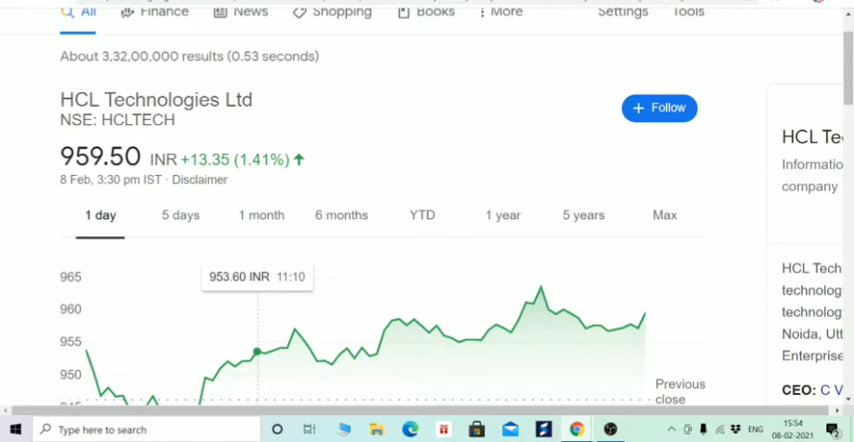 All Finance News Shopping Books More Settings Tools
About 3,32,00,000 results (0.53 seconds)
HCL Technologies Ltd
NSE: HCLTECH
+ Follow
959.50 INR +13.35 (1.41%)
8 Feb, 3:30 pm IST · Disclaimer
1 day 5 days 1 month 6 months YTD 1 year 5 years Max
965
953.60 INR 11:10
960
955
950
945
Previous
close
HCL Te
Informatio
company
HCL Tech
technolog
technolog
Noida, Utt
Enterprise
CEO: C V
Type here to search
ENG
15:54
08-02-2021
2